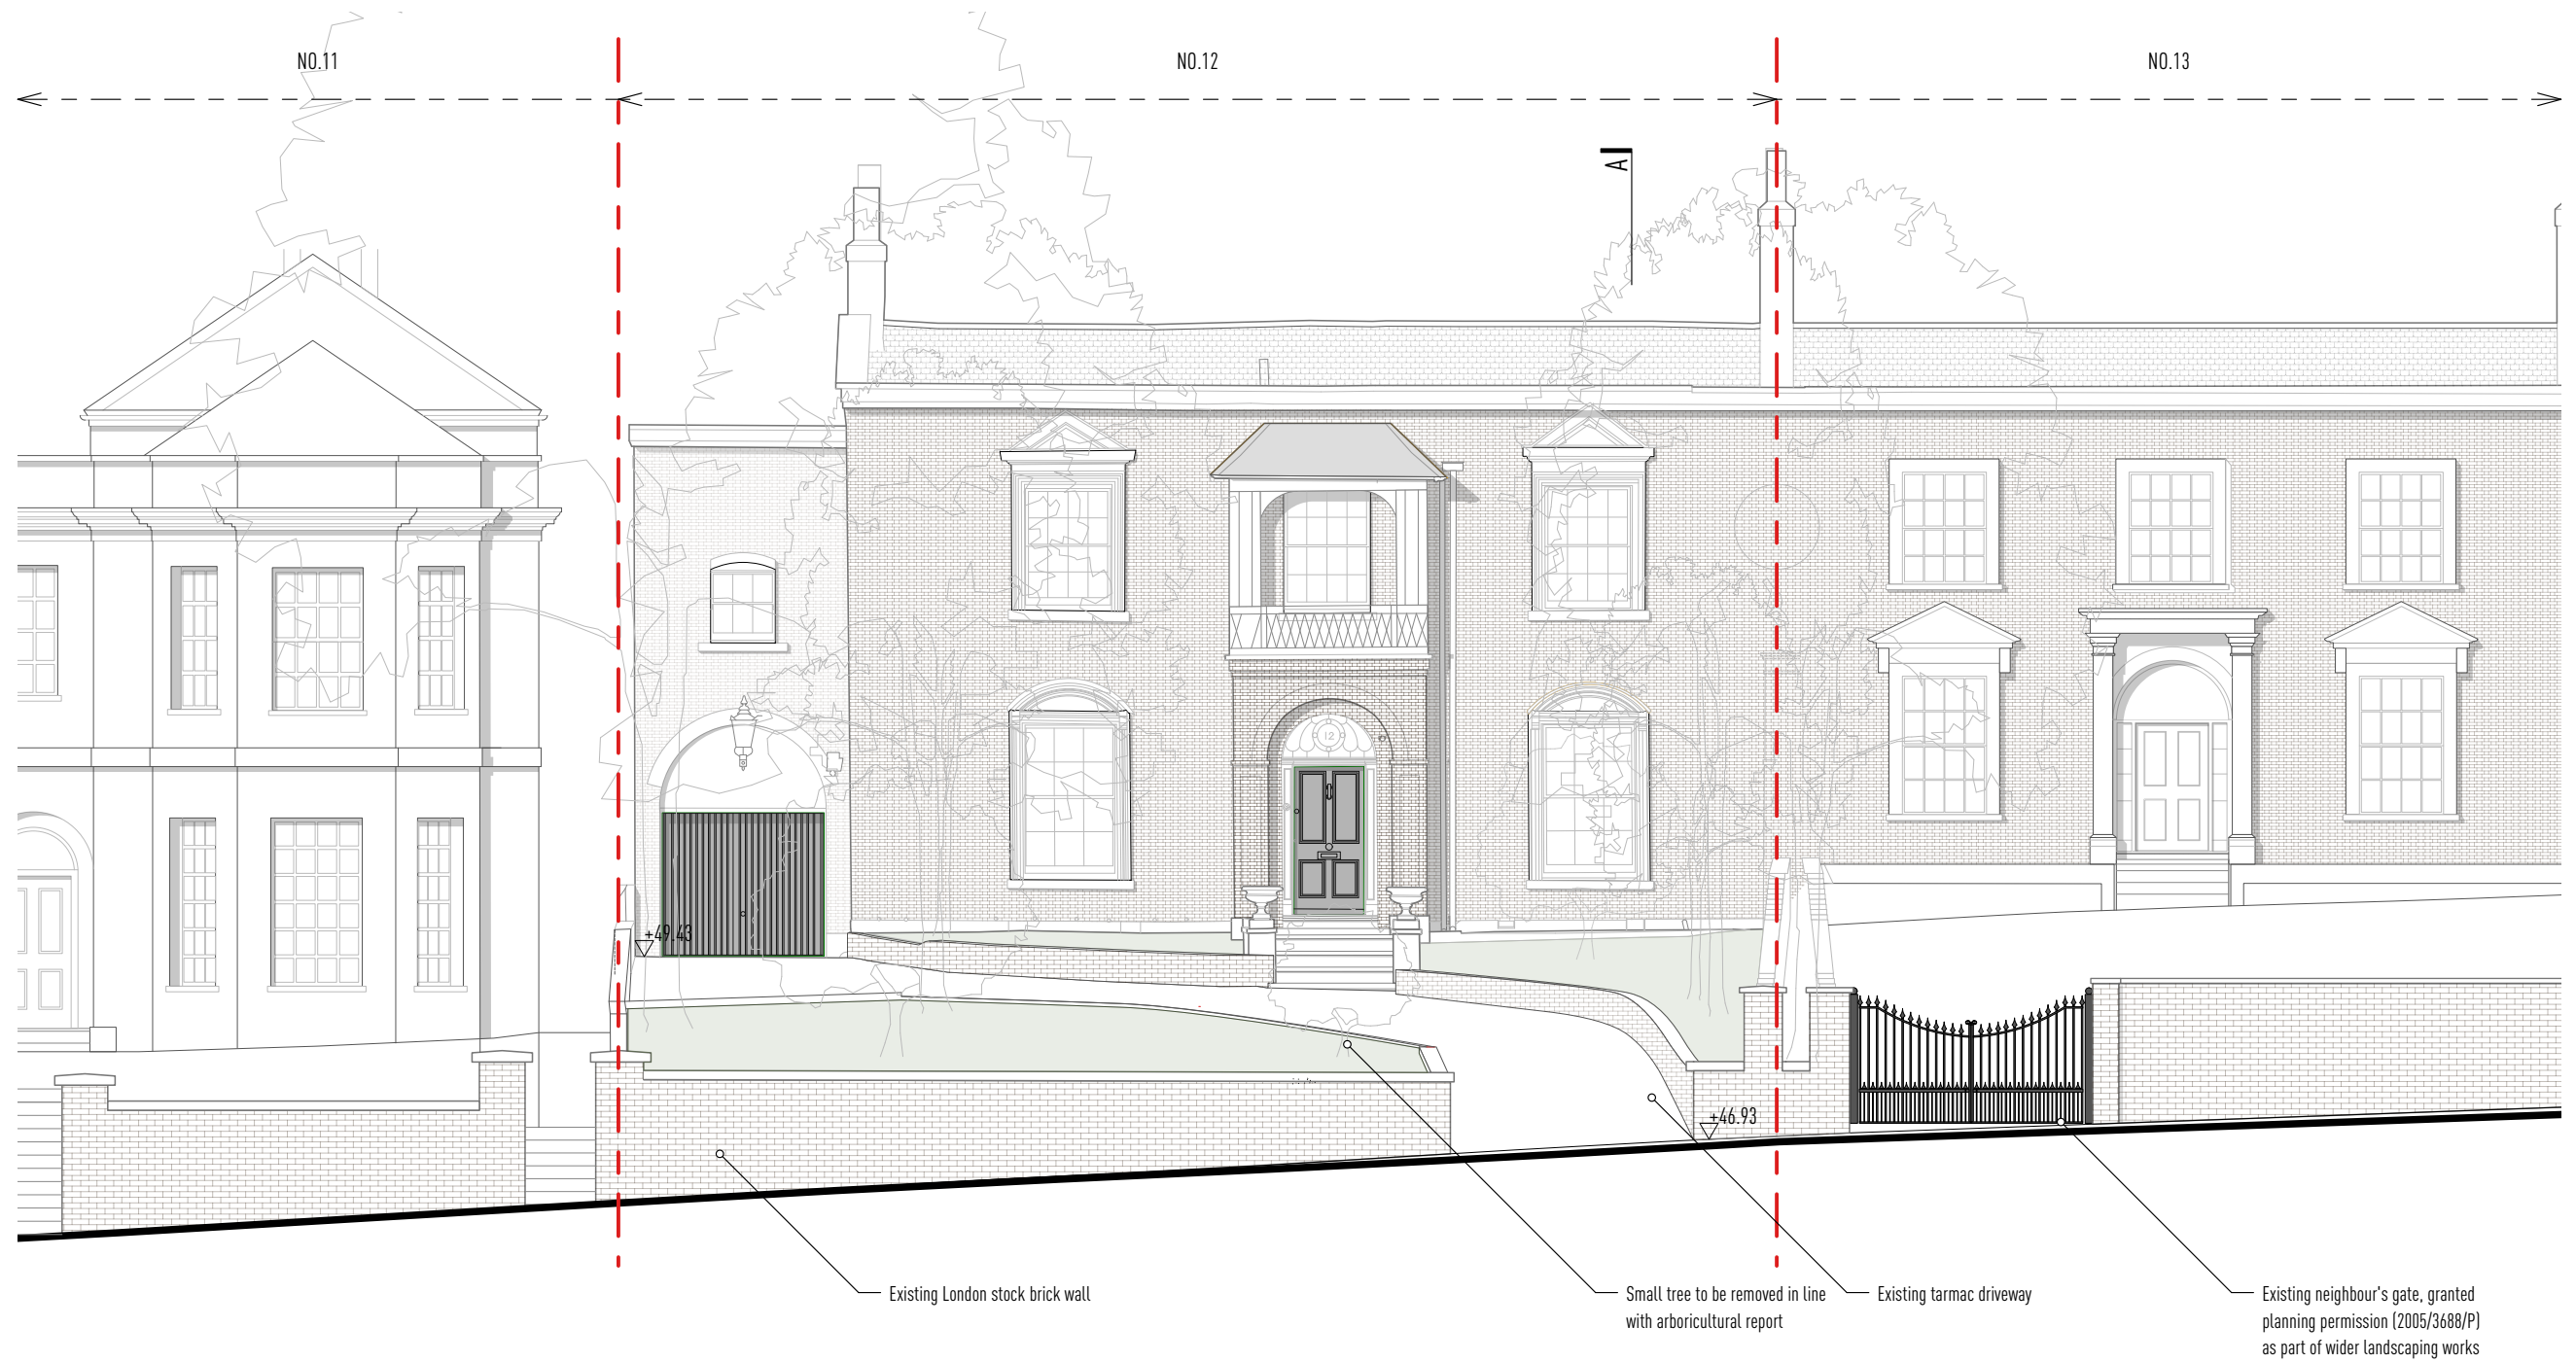 NO.11
NO.12
NO.13
A
12
+49.43
+46.93
Existing London stock brick wall
Small tree to be removed in line
with arboricultural report
Existing tarmac driveway
Existing neighbour's gate, granted
planning permission (2005/3688/P)
as part of wider landscaping works